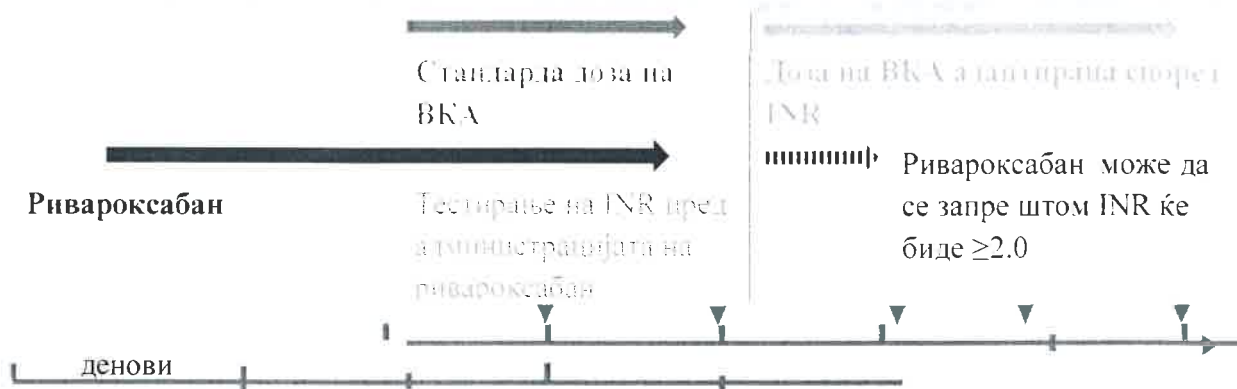 Стандарда доза на
ВКА
Доза на ВКА адаптирана според
INR
Ривароксабан
Тестирање на INR пред
администрацијата на
ривароксабан
Ривароксабан може да
се запре штом INR ќе
биде ≥2.0
денови